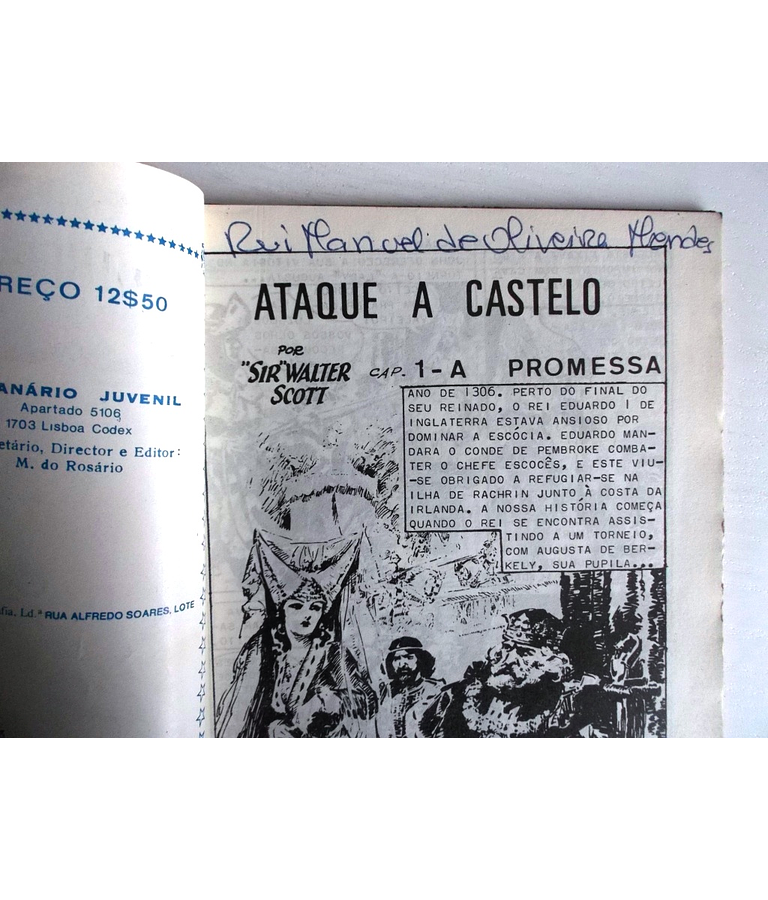 REÇO 12$50
ANÁRIO JUVENIL
Apartado 5106
1703 Lisboa Codex
etário, Director e Editor:
M. do Rosário
fia, Ld.ª RUA ALFREDO SOARES, LOTE
Rui Manuel de Oliveira Mendes
ATAQUE A CASTELO
POR
"SIR" WALTER
SCOTT
CAP. 1-A PROMESSA
ANO DE 1306. PERTO DO FINAL DO
SEU REINADO, O REI EDUARDO I DE
INGLATERRA ESTAVA ANSIOSO POR
DOMINAR A ESCÓCIA. EDUARDO MAN-
DARA O CONDE DE PEMBROKE COMBA-
TER O CHEFE ESCOCÊS, E ESTE VIU-
-SE OBRIGADO A REFUGIAR-SE NA
ILHA DE RACHRIN JUNTO À COSTA DA
IRLANDA. A NOSSA HISTÓRIA COMEÇA
QUANDO O REI SE ENCONTRA ASSIS-
TINDO A UM TORNEIO,
COM AUGUSTA DE BER-
KELY, SUA PUPILA...